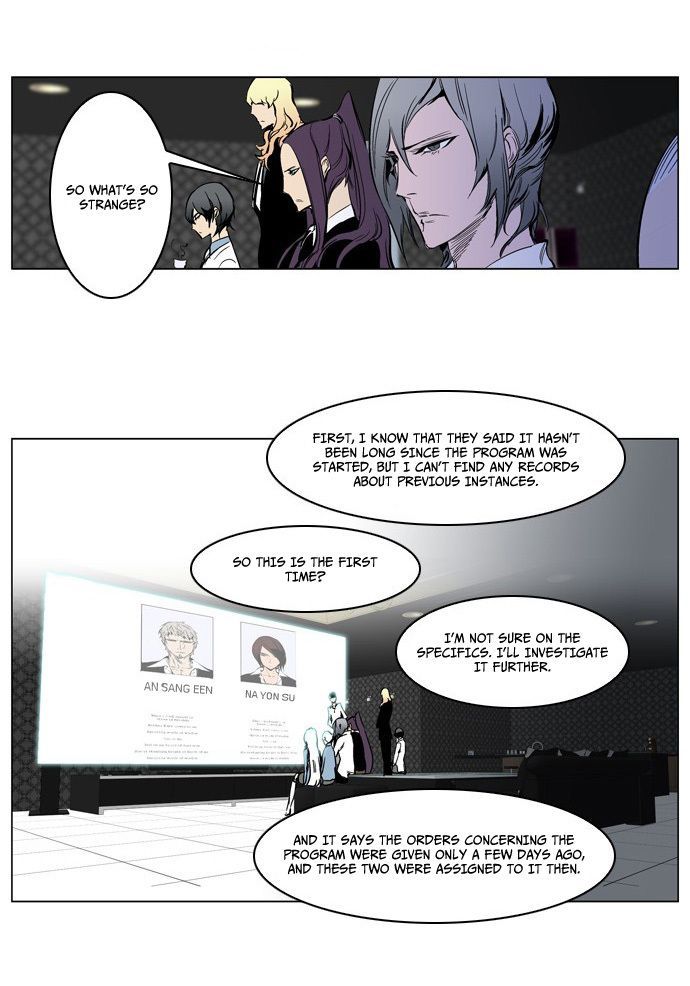 SO WHAT'S SO
STRANGE?
FIRST, I KNOW THAT THEY SAID IT HASN'T
BEEN LONG SINCE THE PROGRAM WAS
STARTED, BUT I CAN'T FIND ANY RECORDS
ABOUT PREVIOUS INSTANCES.
SO THIS IS THE FIRST
TIME?
I'M NOT SURE ON THE
SPECIFICS. I'LL INVESTIGATE
IT FURTHER.
AN SANG EEN
NA YON SU
AND IT SAYS THE ORDERS CONCERNING THE
PROGRAM WERE GIVEN ONLY A FEW DAYS AGO,
AND THESE TWO WERE ASSIGNED TO IT THEN.